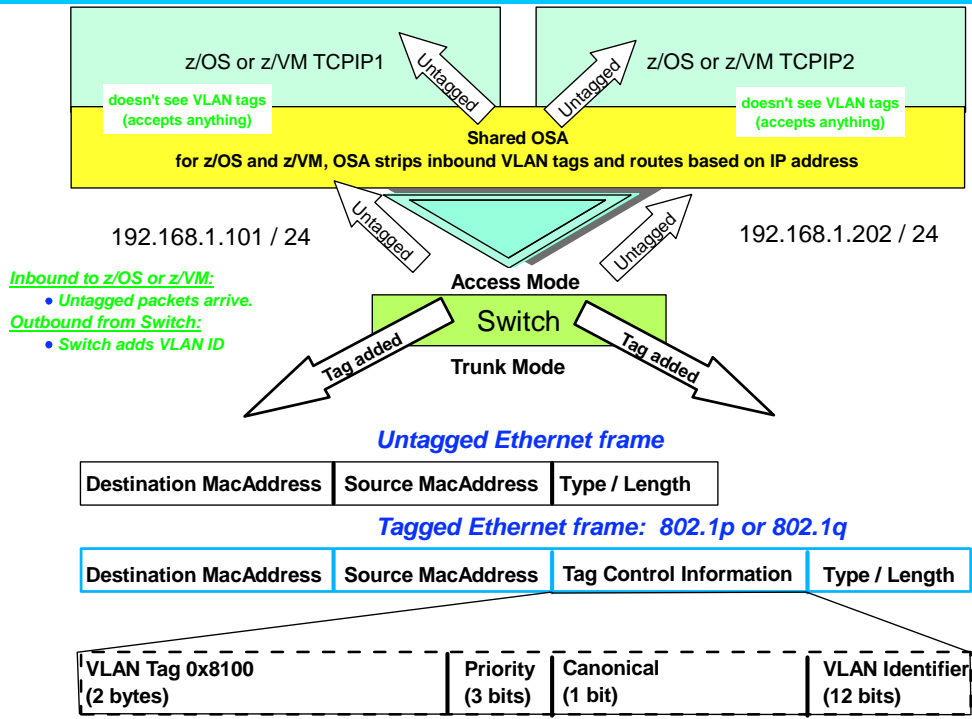 z/OS or z/VM TCPIP1
z/OS or z/VM TCPIP2
Untagged
Untagged
doesn't see VLAN tags
(accepts anything)
doesn't see VLAN tags
(accepts anything)
Shared OSA
for z/OS and z/VM, OSA strips inbound VLAN tags and routes based on IP address
Untagged
Untagged
192.168.1.101 / 24
192.168.1.202 / 24
Inbound to z/OS or z/VM:
• Untagged packets arrive.
Outbound from Switch:
• Switch adds VLAN ID
Access Mode
Switch
Trunk Mode
Tag added
Tag added
Untagged Ethernet frame
Destination MacAddress Source MacAddress Type / Length
Tagged Ethernet frame: 802.1p or 802.1q
Destination MacAddress Source MacAddress Tag Control Information Type / Length
VLAN Tag 0x8100 Priority Canonical VLAN Identifier
(2 bytes) (3 bits) (1 bit) (12 bits)